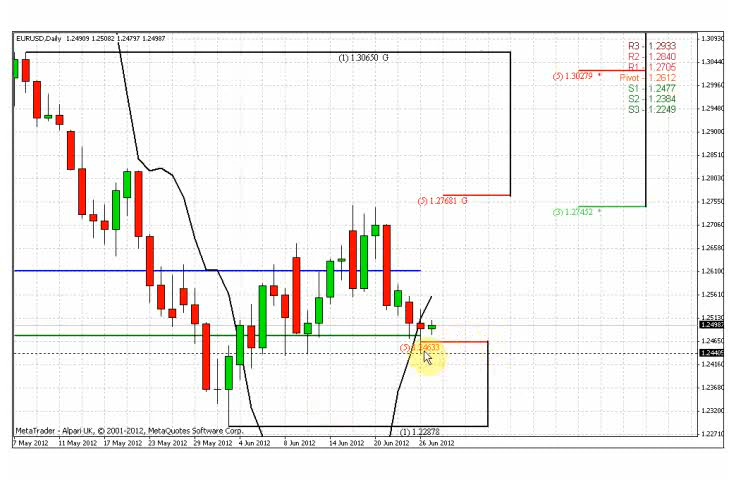 EURUSD,Daily 1.24909 1.25082 1.24797 1.24987
(1) 1.30650 G
(5) 1.27681 G
(5) 1.30279 *
(3) 1.27452 *
R3 - 1.2933
R2 - 1.2840
R1 - 1.2705
Pivot - 1.2612
S1 - 1.2477
S2 - 1.2384
S3 - 1.2249
(5) 1.24633
(1) 1.22878
1.30930
1.30440
1.29960
1.29480
1.29000
1.28510
1.28030
1.27550
1.27060
1.26580
1.26100
1.25610
1.25130
1.24987
1.24650
1.24160
1.23680
1.23200
1.22710
MetaTrader - Alpari UK, © 2001-2012, MetaQuotes Software Corp.
7 May 2012 11 May 2012 17 May 2012 23 May 2012 29 May 2012 4 Jun 2012 8 Jun 2012 14 Jun 2012 20 Jun 2012 26 Jun 2012